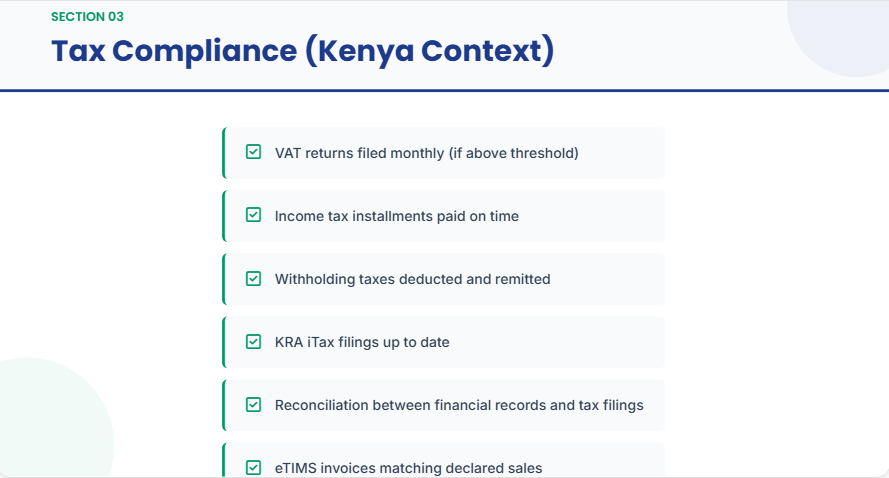 SECTION 03
Tax Compliance (Kenya Context)
VAT returns filed monthly (if above threshold)
Income tax installments paid on time
Withholding taxes deducted and remitted
KRA iTax filings up to date
Reconciliation between financial records and tax filings
eTIMS invoices matching declared sales